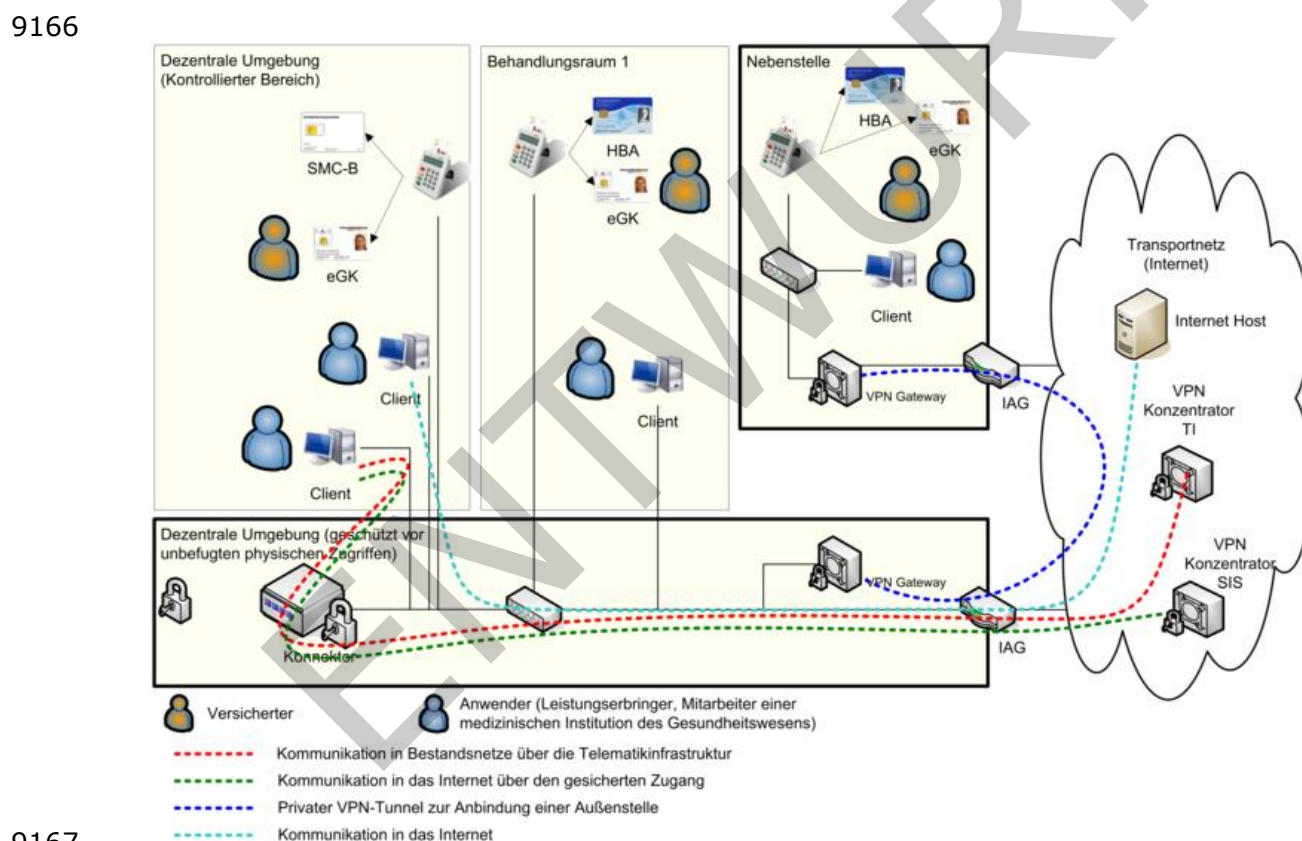 9166
Dezentrale Umgebung
(Kontrollierter Bereich)
SMC-B
eGK
Client
Client
Behandlungsraum 1
HBA
eGK
Client
Nebenstelle
HBA
eGK
Client
VPN Gateway
IAG
Transportnetz
(Internet)
Internet Host
VPN
Konzentrator
TI
VPN
Konzentrator
SIS
Dezentrale Umgebung (geschützt vor
unbefugten physischen Zugriffen)
Konnektor
VPN Gateway
IAG
Versicherter
Anwender (Leistungserbringer, Mitarbeiter einer
medizinischen Institution des Gesundheitswesens)
Kommunikation in Bestandsnetze über die Telematikinfrastruktur
Kommunikation in das Internet über den gesicherten Zugang
Privater VPN-Tunnel zur Anbindung einer Außenstelle
Kommunikation in das Internet
9167
ENTWUR